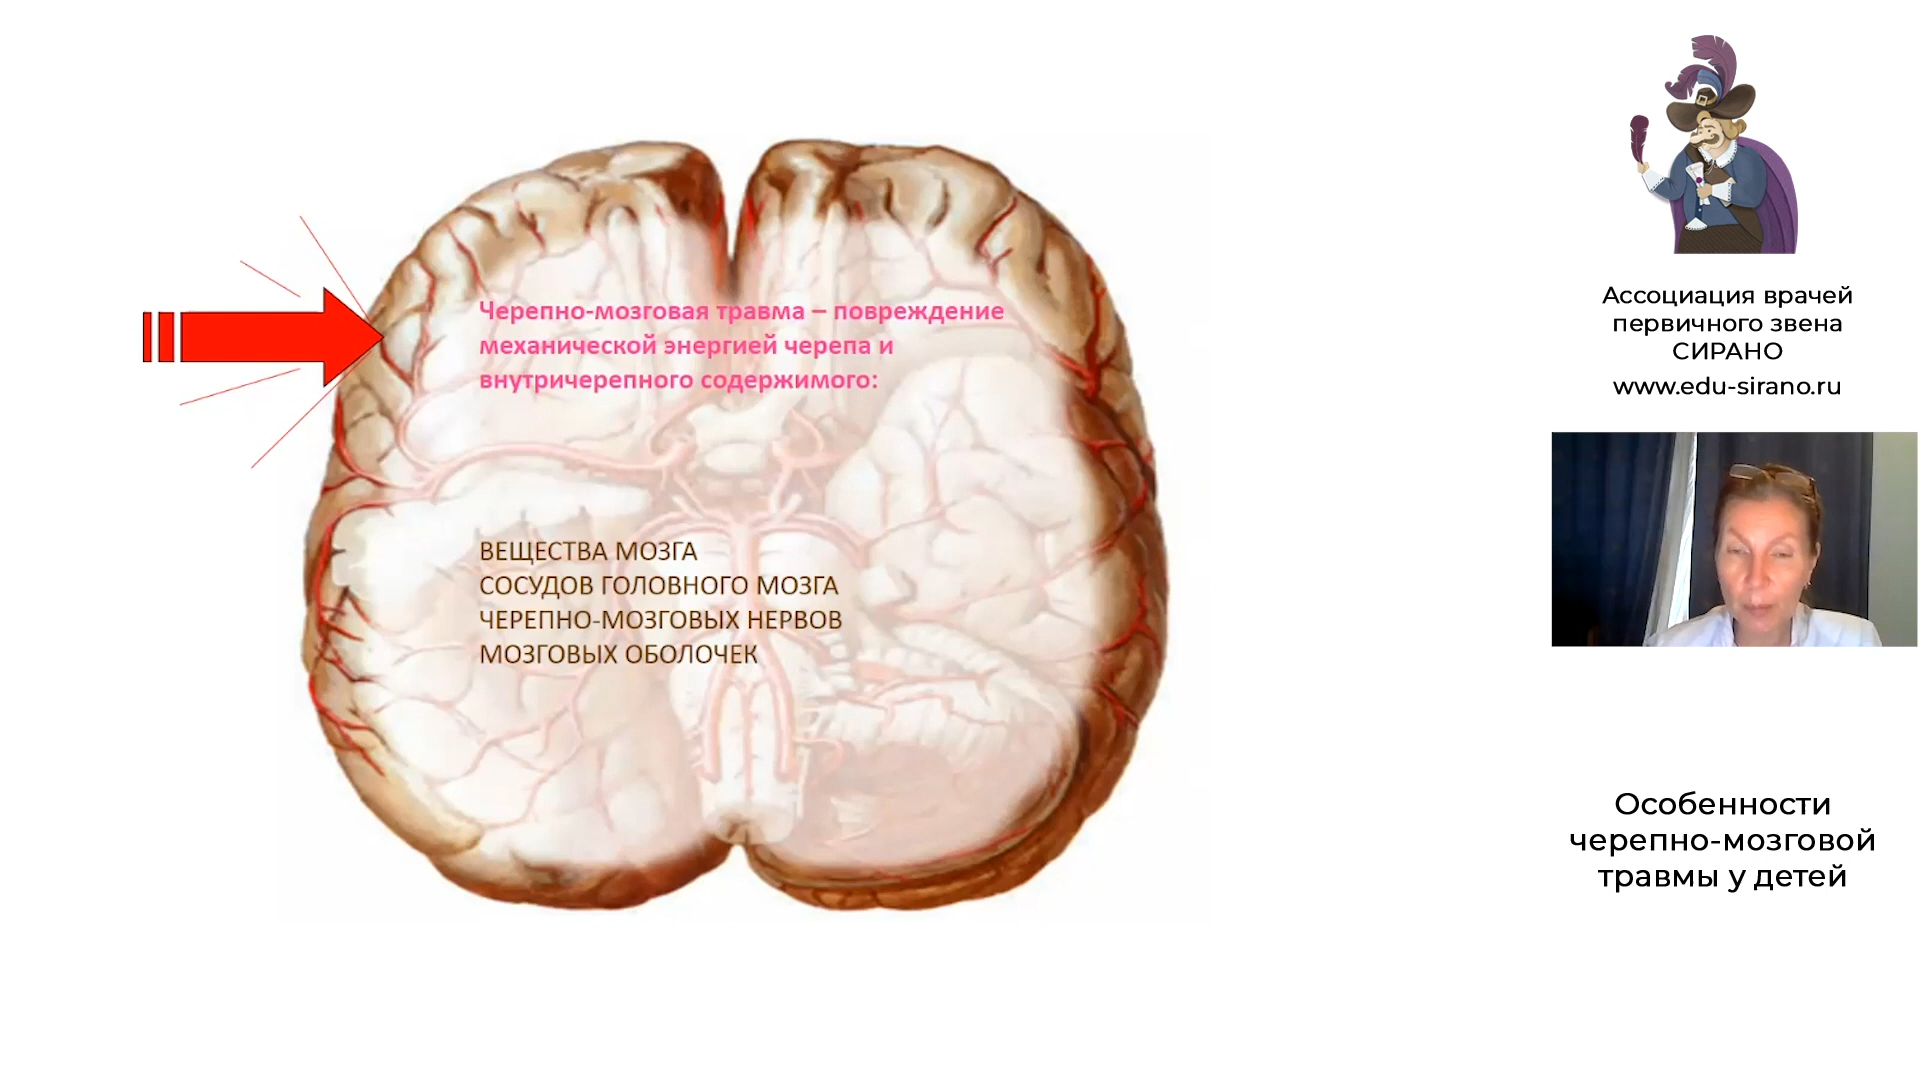 Черепно-мозговая травма – повреждение
механической энергией черепа и
внутричерепного содержимого:
ВЕЩЕСТВА МОЗГА
СОСУДОВ ГОЛОВНОГО МОЗГА
ЧЕРЕПНО-МОЗГОВЫХ НЕРВОВ
МОЗГОВЫХ ОБОЛОЧЕК
Ассоциация врачей
первичного звена
СИРАНО
www.edu-sirano.ru
Особенности
черепно-мозговой
травмы у детей